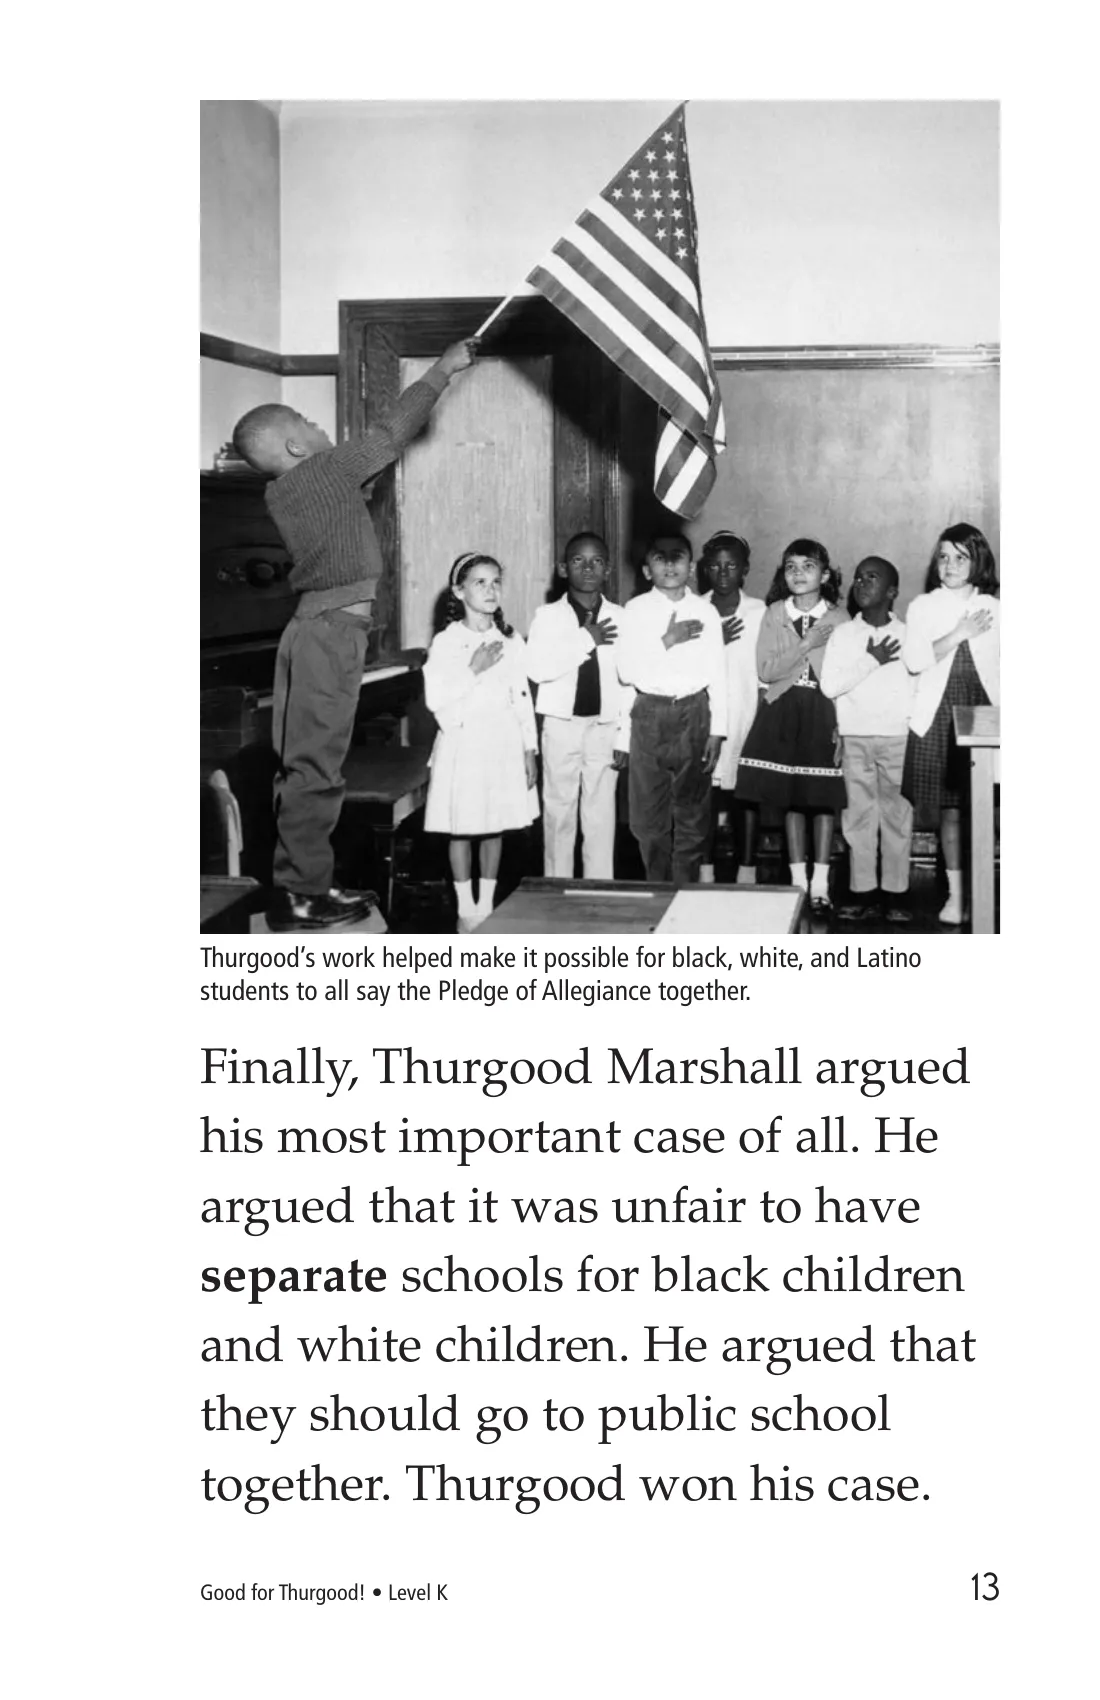 Thurgood’s work helped make it possible for black, white, and Latino
students to all say the Pledge of Allegiance together.
Finally, Thurgood Marshall argued
his most important case of all. He
argued that it was unfair to have
separate schools for black children
and white children. He argued that
they should go to public school
together. Thurgood won his case.
Good for Thurgood! • Level K
13